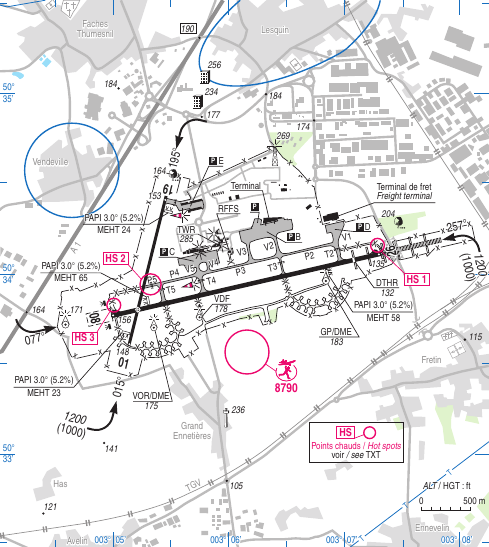 Faches
Thumesnil
190
Lesquin
256
234
184
184
50°
35'
177
174
195°
269
Vendeville
164
153
19
P E
Terminal
Terminal de fret
Freight terminal
P
RFFS
PAPI 3.0° (5.2%)
MEHT 24
204
TWR
285
P D
257°
P B
P C
V1
V2
V3
V4
V5
HS 2
P2
T2
P3
T3
P4
T4
T5
135
HS 1
1200
(1000)
50°
34'
PAPI 3.0° (5.2%)
MEHT 65
DTHR
132
VDF
178
PAPI 3.0° (5.2%)
MEHT 58
164
171
08
156
077°
HS 3
GP/DME
183
115
148
01
Fretin
PAPI 3.0° (5.2%)
MEHT 23
015°
VOR/DME
175
8790
1200
(1000)
236
Grand
Ennetières
HS
Points chauds / Hot spots
voir / see TXT
141
50°
33'
Has
TGV
105
ALT / HGT : ft
0 500 m
121
Avelin
Ennevelin
003° 05'
003° 06'
003° 07'
003° 08'